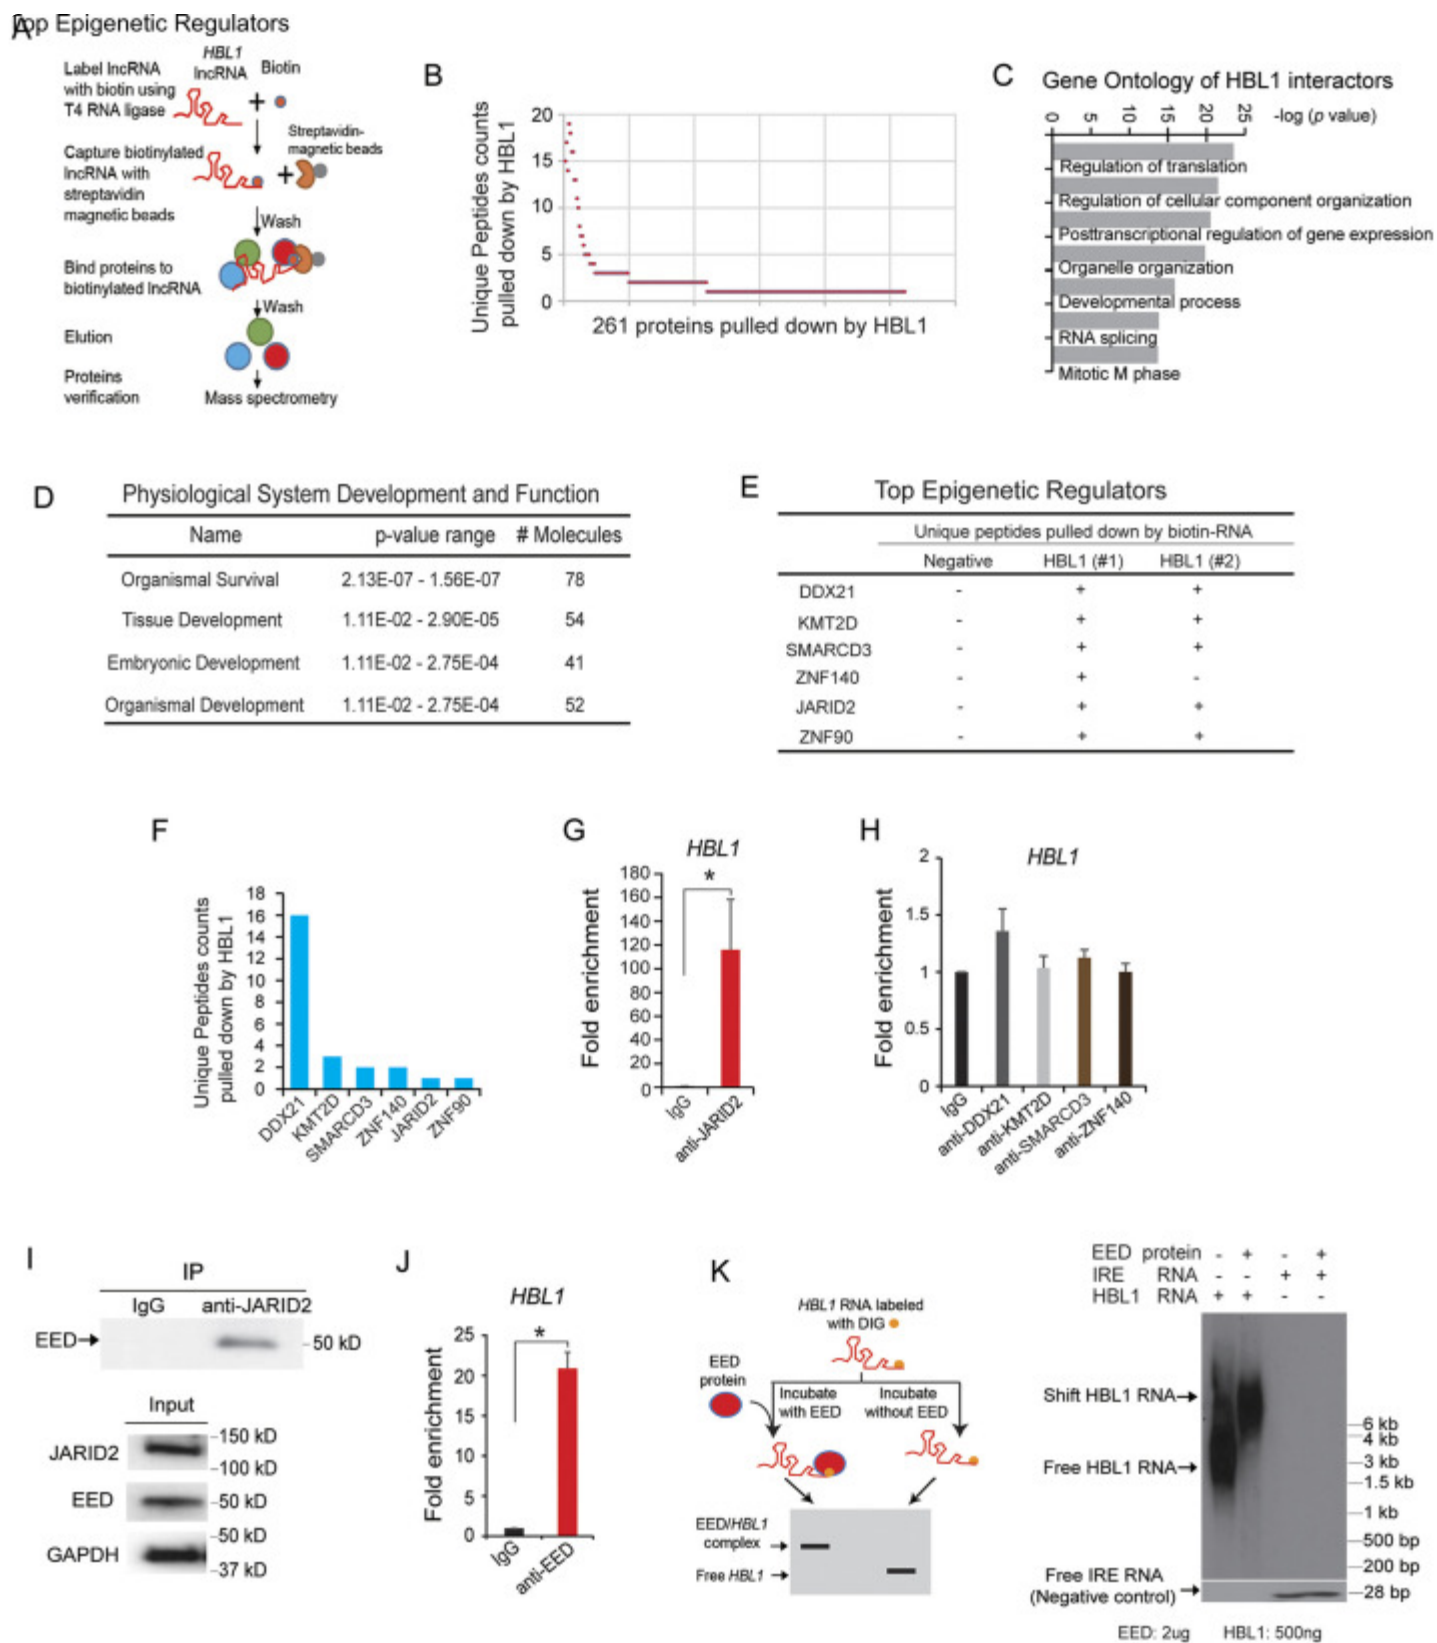 Top Epigenetic Regulators
A
HBL1
lncRNA
Biotin
Label lncRNA
with biotin using
T4 RNA ligase
+
Streptavidin-
magnetic beads
Capture biotinylated
lncRNA with
streptavidin
magnetic beads
+
Wash
Bind proteins to
biotinylated lncRNA
Wash
Elution
Proteins
verification
Mass spectrometry
B
Unique Peptides counts
pulled down by HBL1
20
15
10
5
0
261 proteins pulled down by HBL1
C
Gene Ontology of HBL1 interactors
0 5 10 15 20 25 -log (p value)
Regulation of translation
Regulation of cellular component organization
Posttranscriptional regulation of gene expression
Organelle organization
Developmental process
RNA splicing
Mitotic M phase
D
Physiological System Development and Function
Name p-value range # Molecules
Organismal Survival 2.13E-07 - 1.56E-07 78
Tissue Development 1.11E-02 - 2.90E-05 54
Embryonic Development 1.11E-02 - 2.75E-04 41
Organismal Development 1.11E-02 - 2.75E-04 52
E
Top Epigenetic Regulators
Unique peptides pulled down by biotin-RNA
Negative HBL1 (#1) HBL1 (#2)
DDX21 - + +
KMT2D - + +
SMARCD3 - + +
ZNF140 - + -
JARID2 - + +
ZNF90 - + +
F
Unique Peptides counts
pulled down by HBL1
18
16
14
12
10
8
6
4
2
0
DDX21
KMT2D
SMARCD3
ZNF140
JARID2
ZNF90
G
HBL1
*
Fold enrichment
180
160
140
120
100
80
60
40
20
0
IgG
anti-JARID2
H
HBL1
Fold enrichment
2
1.5
1
0.5
0
IgG
anti-DDX21
anti-KMT2D
anti-SMARCD3
anti-ZNF140
I
IP
IgG anti-JARID2
EED 50 kD
Input
JARID2
150 kD
100 kD
EED 50 kD
GAPDH
50 kD
37 kD
J
HBL1
*
Fold enrichment
25
20
15
10
5
0
IgG
anti-EED
K
HBL1 RNA labeled
with DIG
EED
protein
Incubate
with EED
Incubate
without EED
EED/HBL1
complex
Free HBL1
EED protein - + - +
IRE RNA - - + +
HBL1 RNA + + - -
Shift HBL1 RNA
Free HBL1 RNA
Free IRE RNA
(Negative control)
6 kb
4 kb
3 kb
1.5 kb
1 kb
500 bp
200 bp
28 bp
EED: 2ug HBL1: 500ng